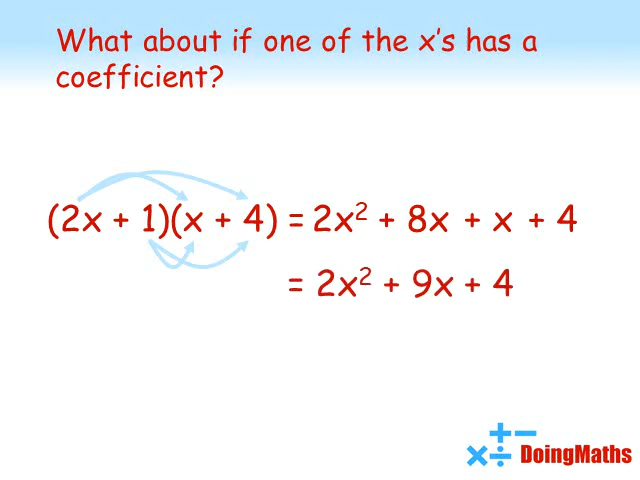 What about if one of the x's has a
coefficient?
(2x + 1)(x + 4) = 2x² + 8x + x + 4
= 2x² + 9x + 4
+ −
× ÷ DoingMaths